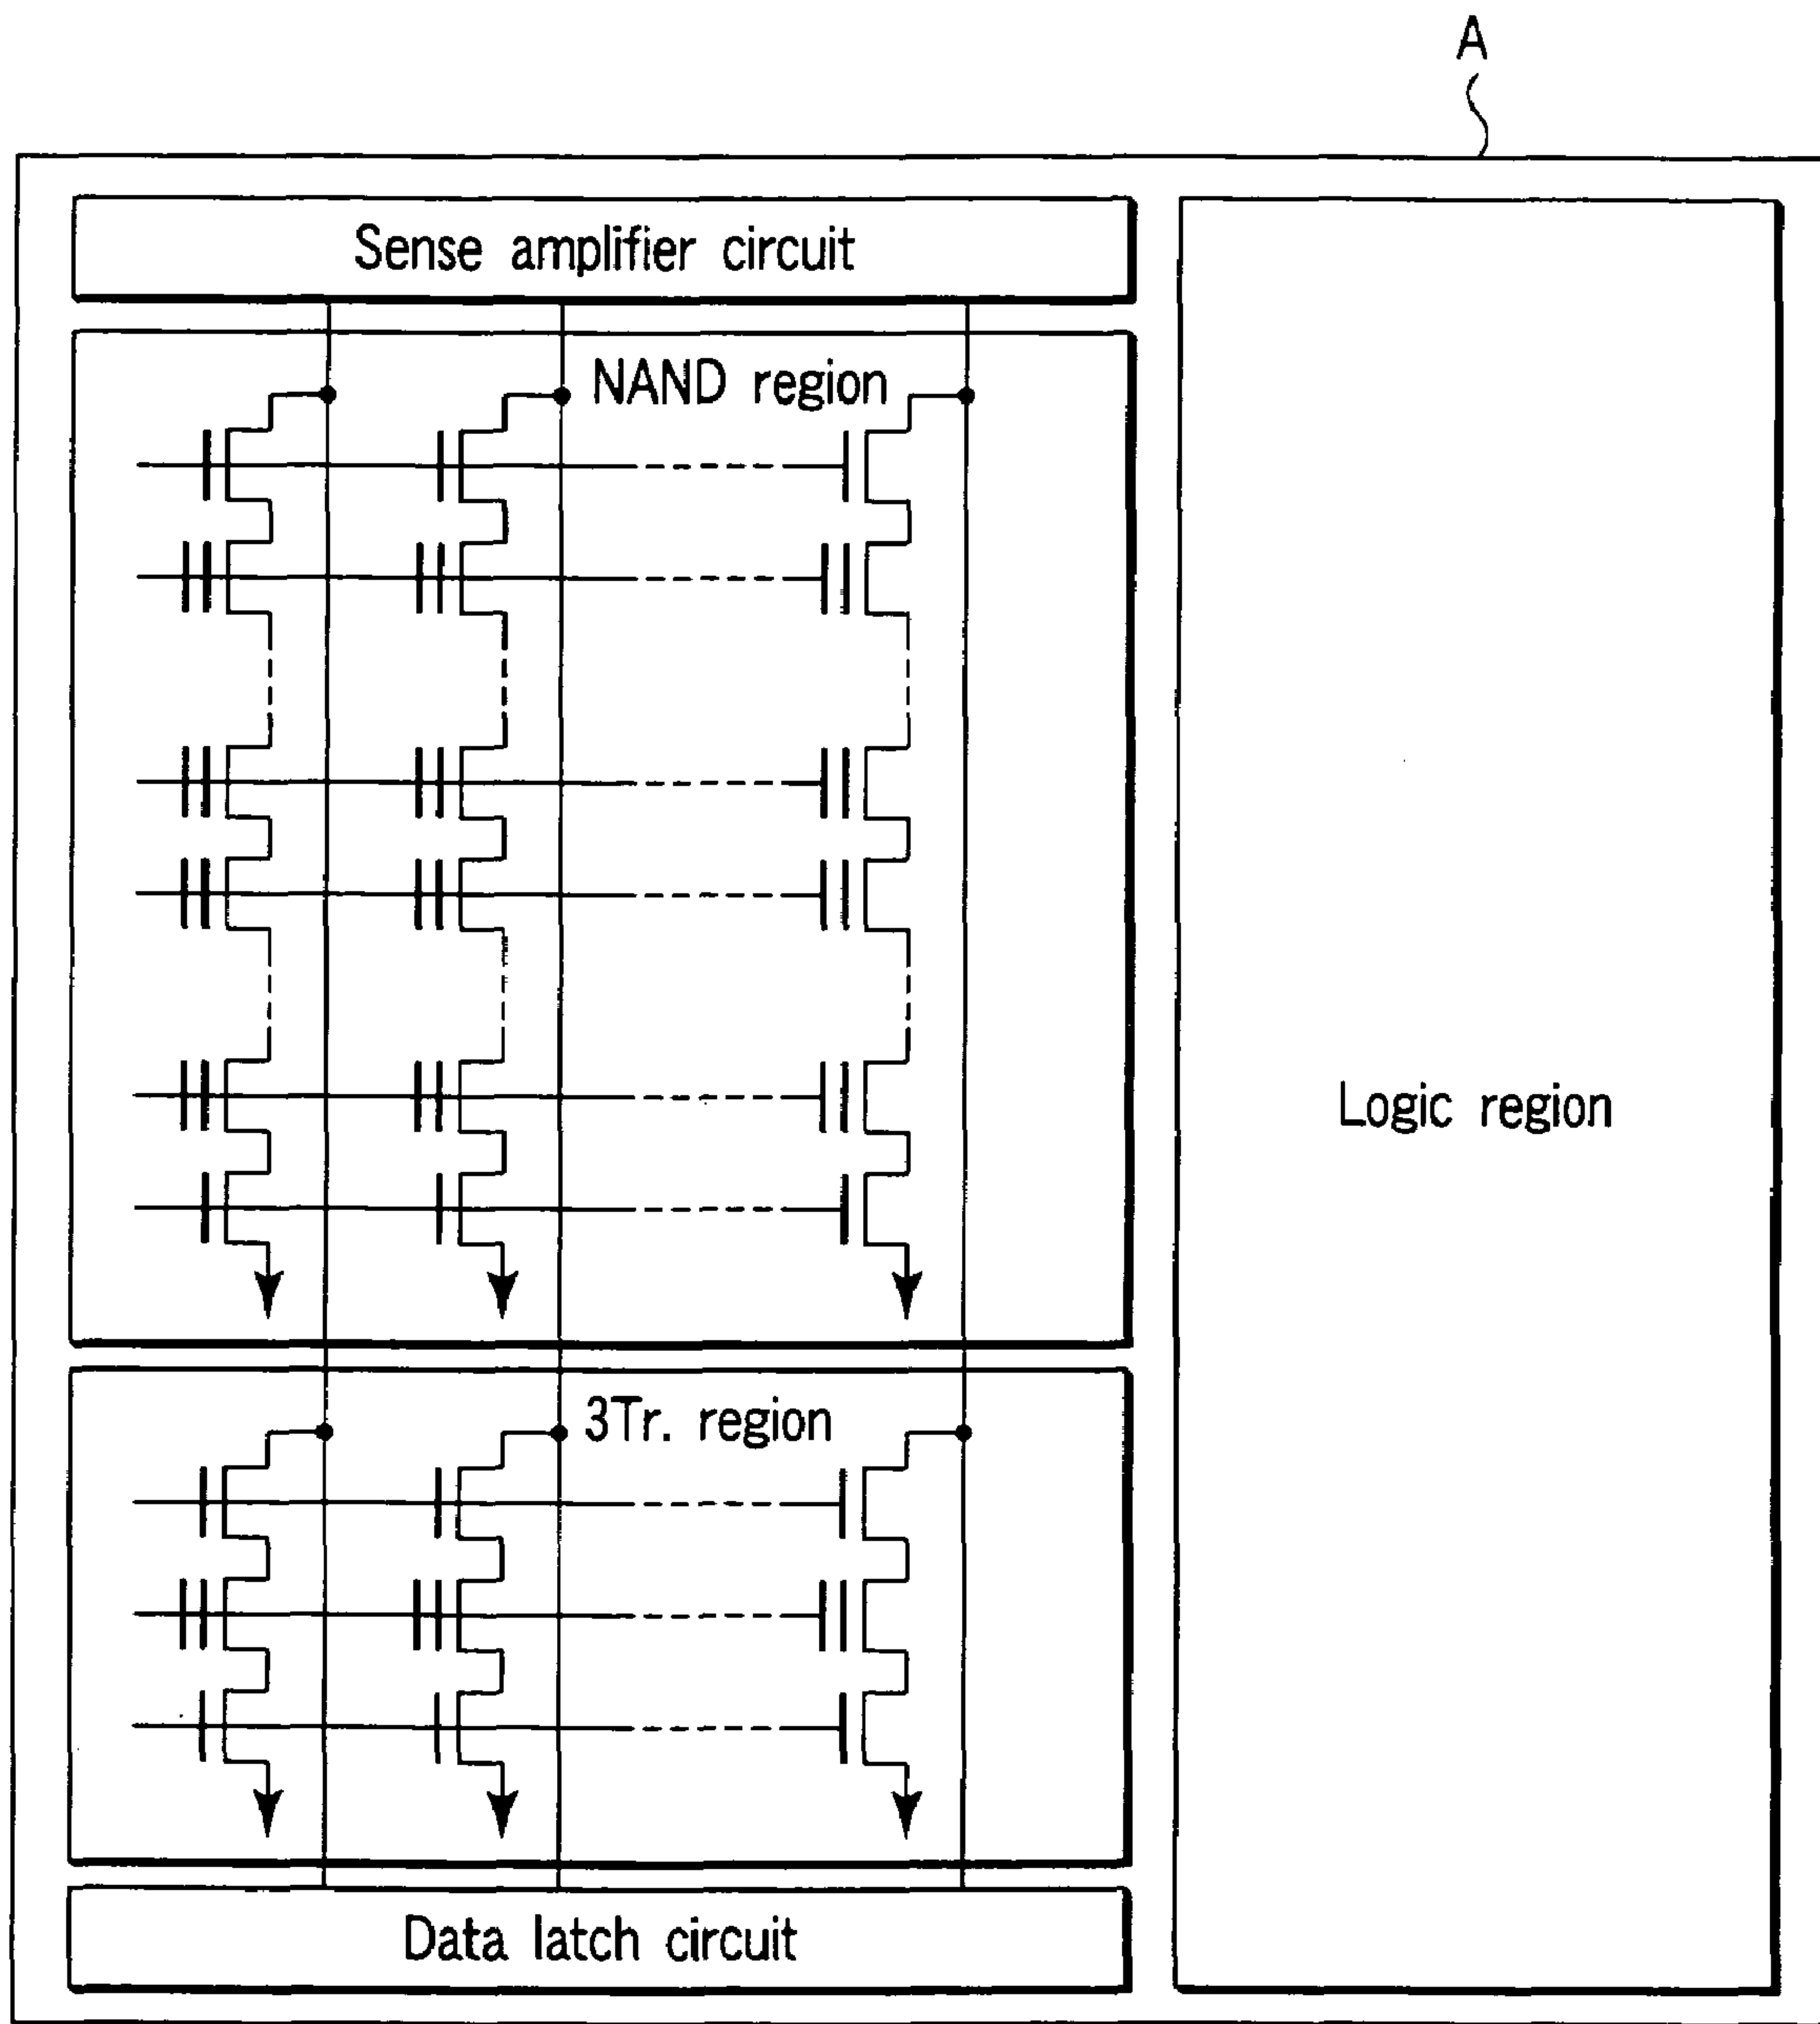 A
Sense amplifier circuit
NAND region
Logic region
3Tr. region
Data latch circuit